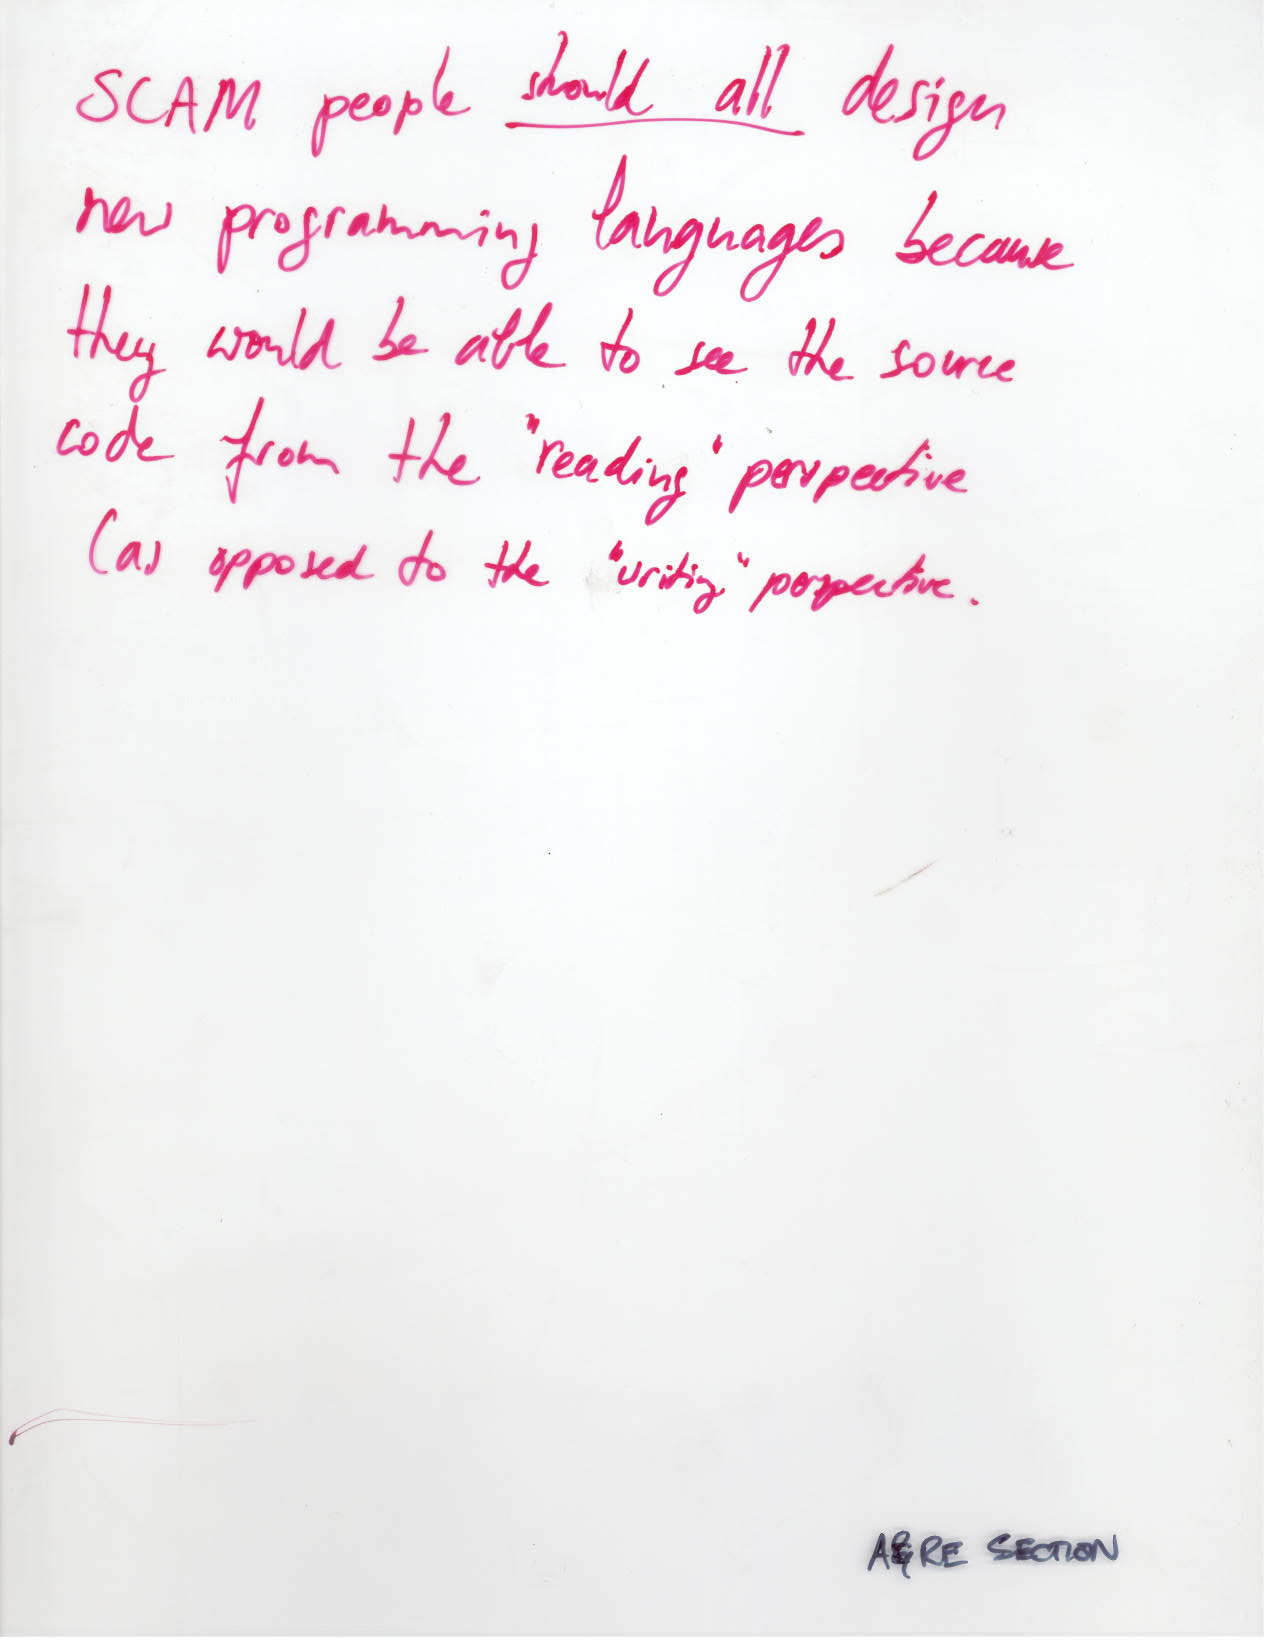 SCAM people should all design
new programming languages because
they would be able to see the source
code from the "reading" perspective
(as opposed to the "writing" perspective.
SECTION